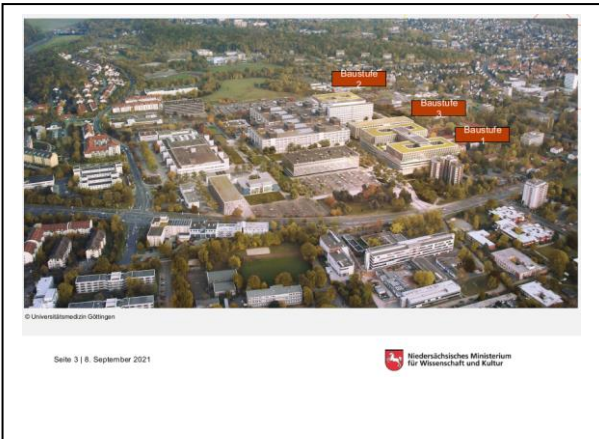 Baustufe
2
Baustufe
3
Baustufe
1
© Universitätsmedizin Göttingen
Seite 3 | 8. September 2021
Niedersächsisches Ministerium
für Wissenschaft und Kultur